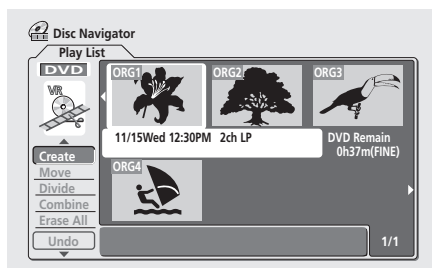 Disc Navigator
Play List
DVD
VR
ORG1
ORG2
ORG3
11/15Wed 12:30PM 2ch LP
DVD Remain
0h37m(FINE)
Create
Move
Divide
Combine
Erase All
Undo
ORG4
1/1